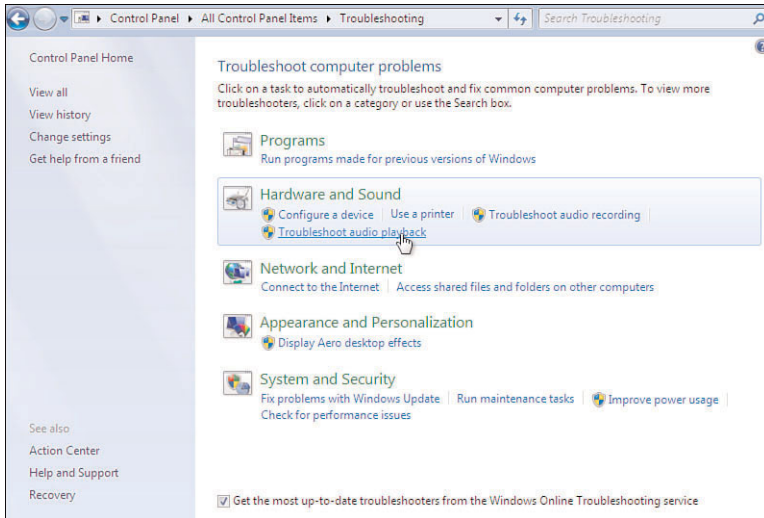 Control Panel All Control Panel Items Troubleshooting Search Troubleshooting
Control Panel Home
View all
View history
Change settings
Get help from a friend
See also
Action Center
Help and Support
Recovery
Troubleshoot computer problems
Click on a task to automatically troubleshoot and fix common computer problems. To view more
troubleshooters, click on a category or use the Search box.
Programs
Run programs made for previous versions of Windows
Hardware and Sound
Configure a device Use a printer Troubleshoot audio recording
Troubleshoot audio playback
Network and Internet
Connect to the Internet Access shared files and folders on other computers
Appearance and Personalization
Display Aero desktop effects
System and Security
Fix problems with Windows Update Run maintenance tasks Improve power usage
Check for performance issues
Get the most up-to-date troubleshooters from the Windows Online Troubleshooting service